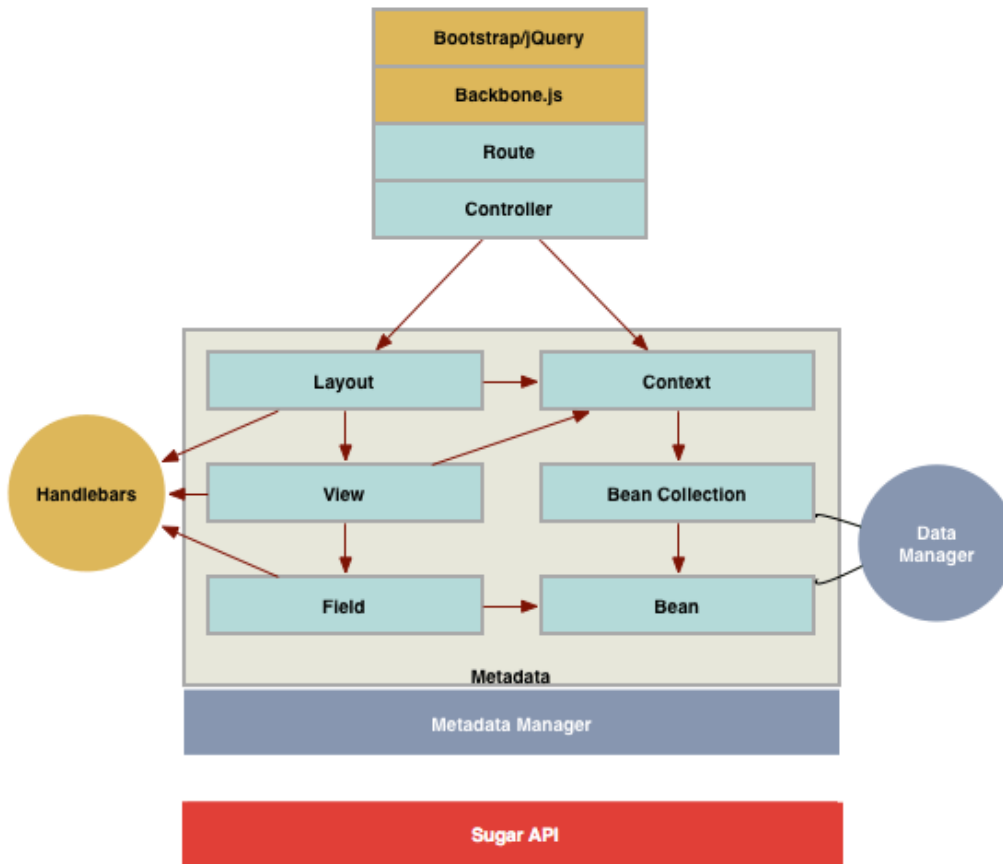 Bootstrap/jQuery
Backbone.js
Route
Controller
Layout
Context
Handlebars
View
Bean Collection
Data
Manager
Field
Bean
Metadata
Metadata Manager
Sugar API